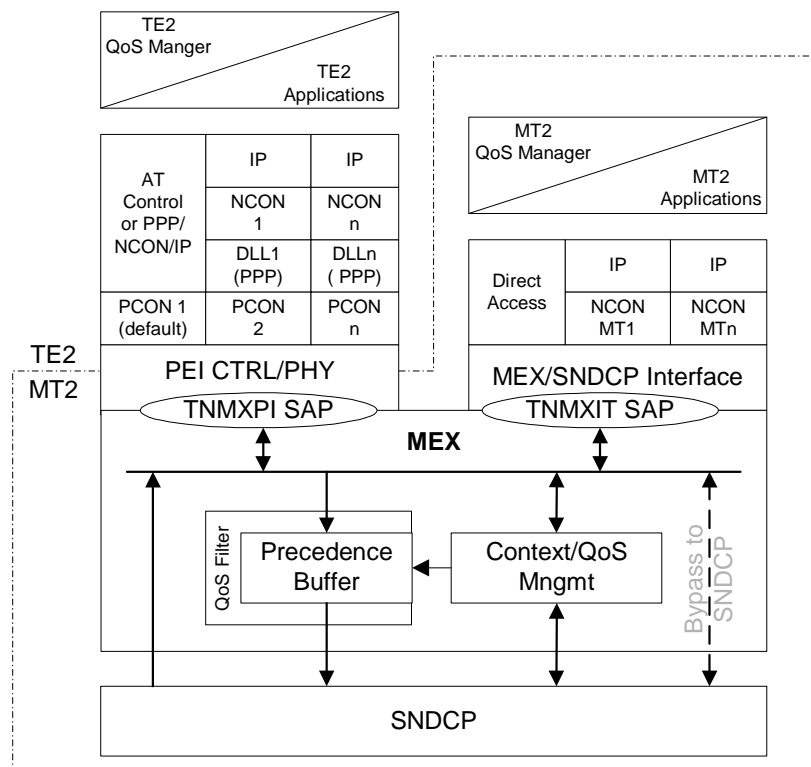 TE2
QoS Manger
TE2
Applications
MT2
QoS Manager
MT2
Applications
AT
Control
or PPP/
NCON/IP
IP
IP
NCON
1
NCON
n
DLL1
(PPP)
DLLn
( PPP)
PCON 1
(default)
PCON
2
PCON
n
Direct
Access
IP
IP
NCON
MT1
NCON
MTn
TE2
MT2
PEI CTRL/PHY
MEX/SNDCP Interface
TNMXPI SAP
TNMXIT SAP
MEX
QoS Filter
Precedence
Buffer
Context/QoS
Mngmt
Bypass to
SNDCP
SNDCP